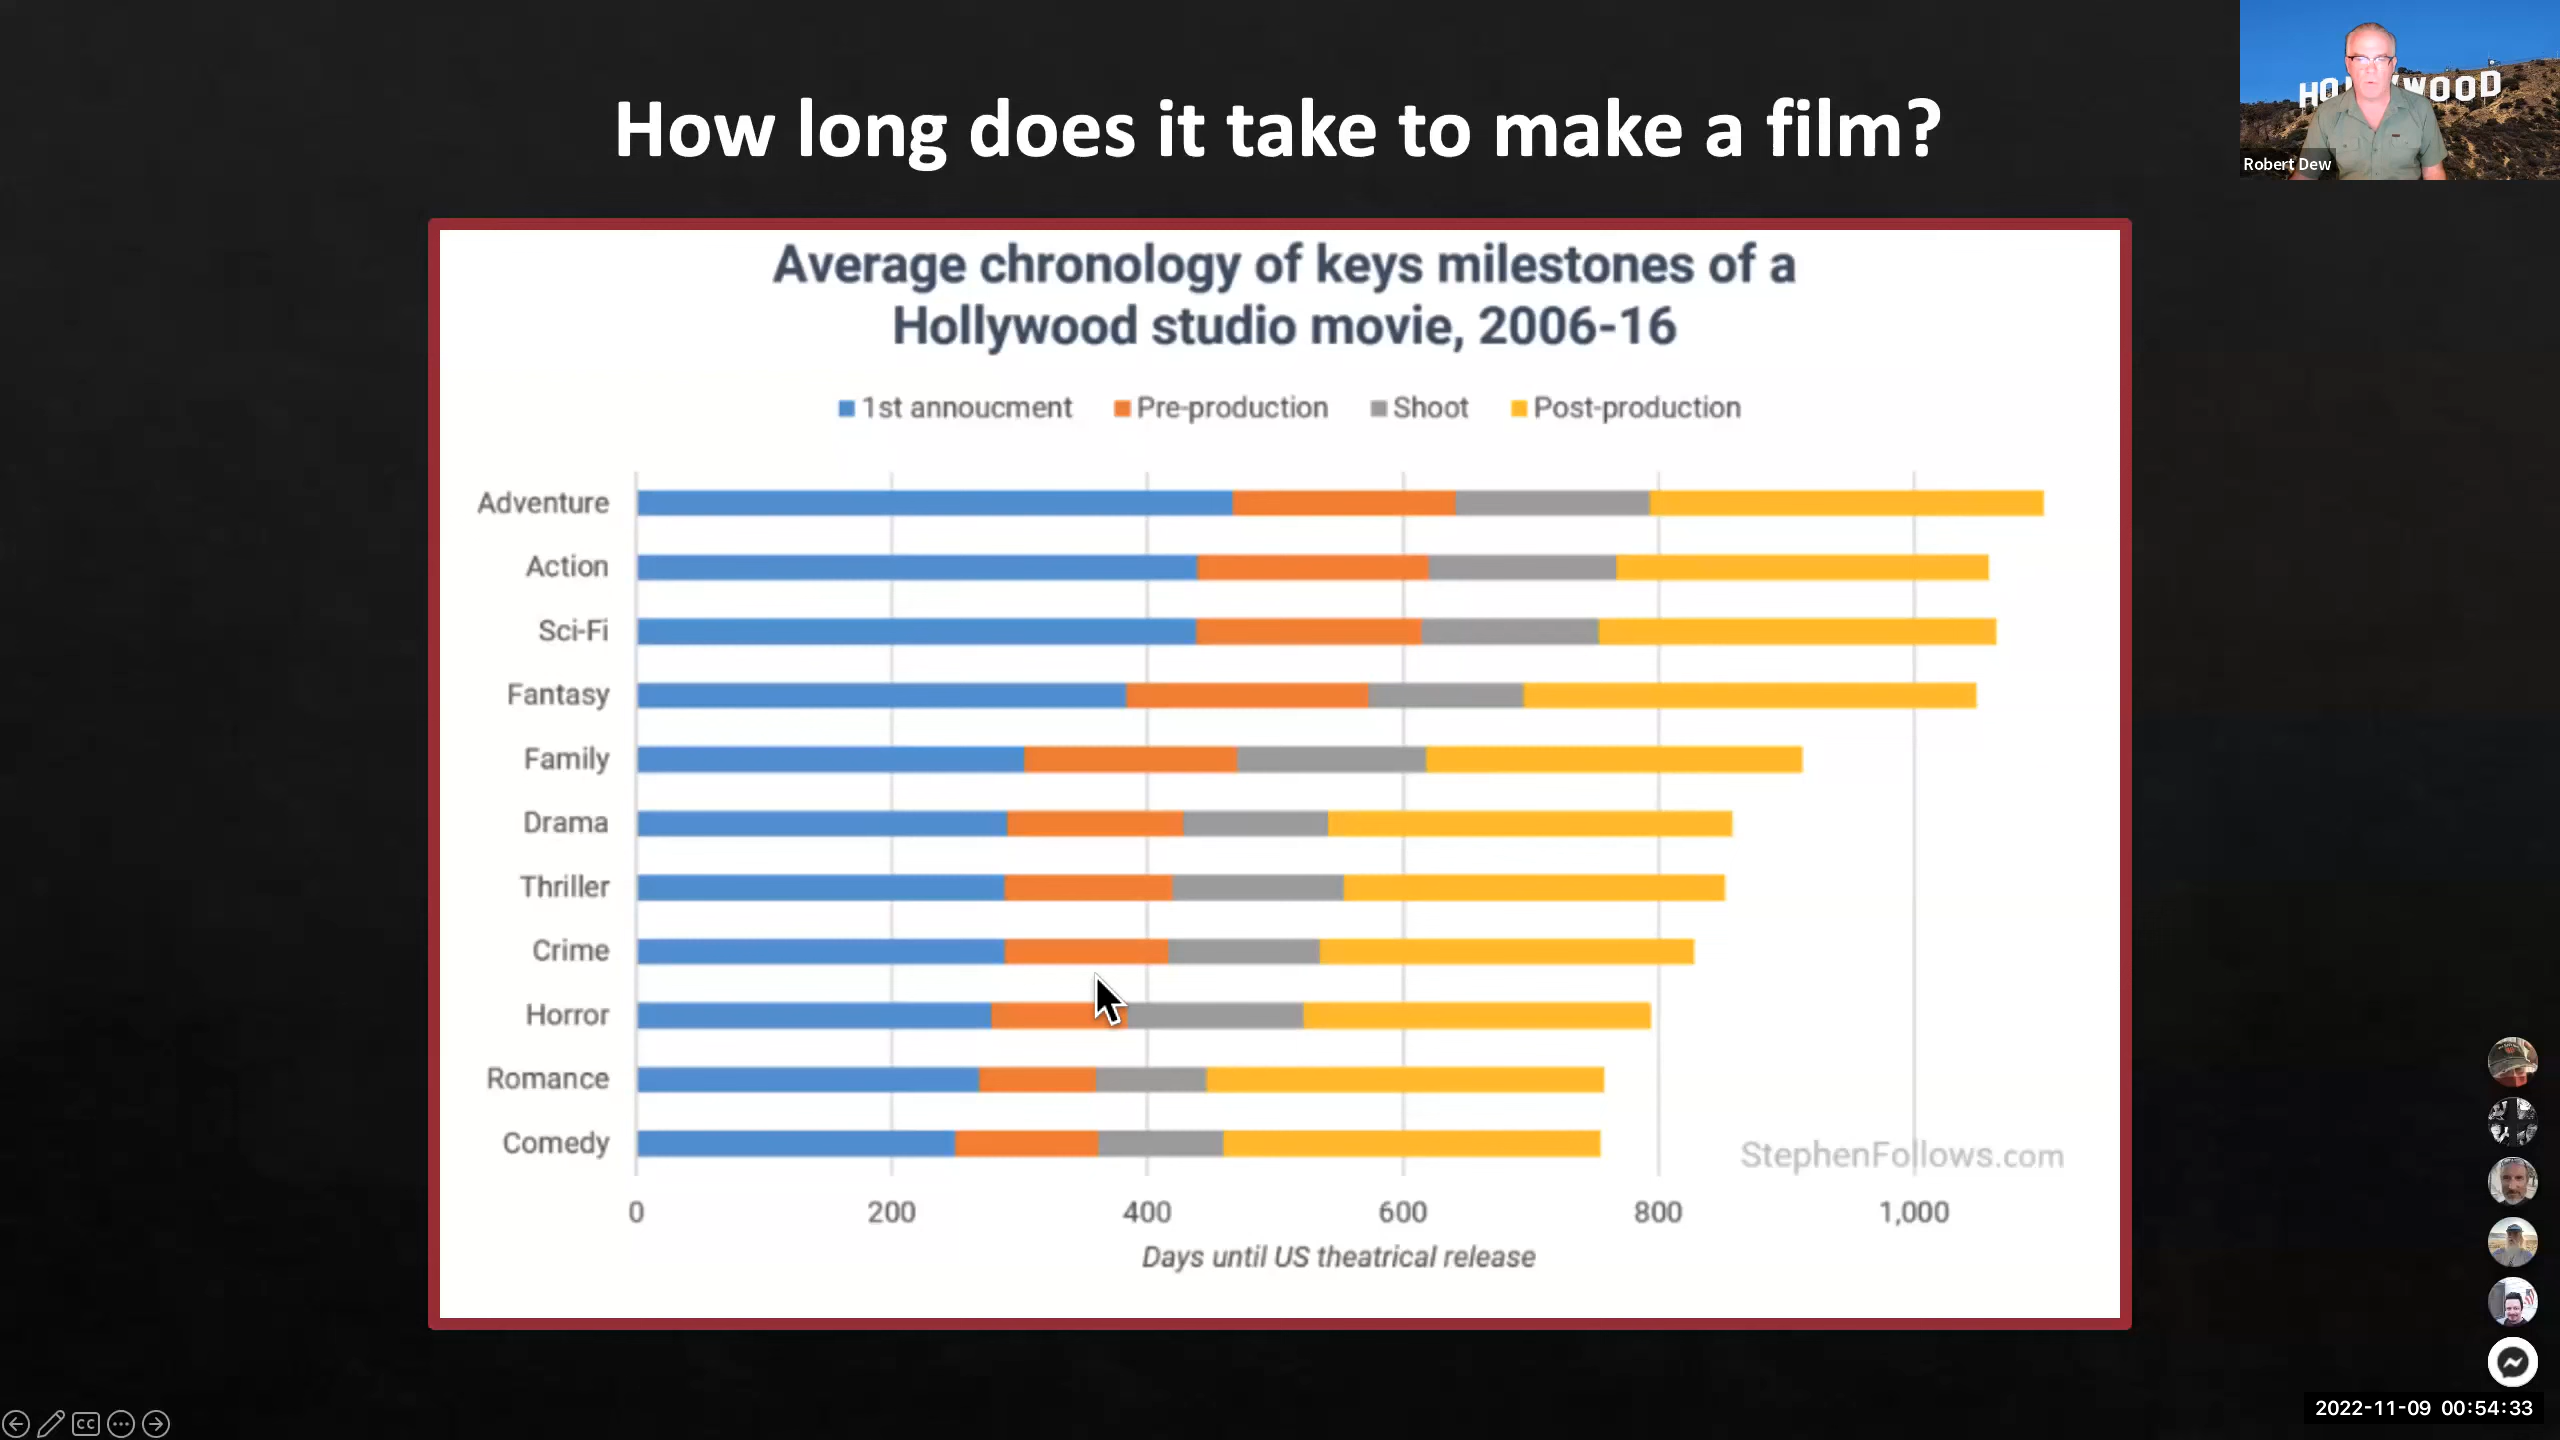 How long does it take to make a film?
Robert Dew
Average chronology of keys milestones of a
Hollywood studio movie, 2006-16
1st annoucment Pre-production Shoot Post-production
Adventure
Action
Sci-Fi
Fantasy
Family
Drama
Thriller
Crime
Horror
Romance
Comedy
StephenFollows.com
0 200 400 600 800 1,000
Days until US theatrical release
CC
2022-11-09 00:54:33